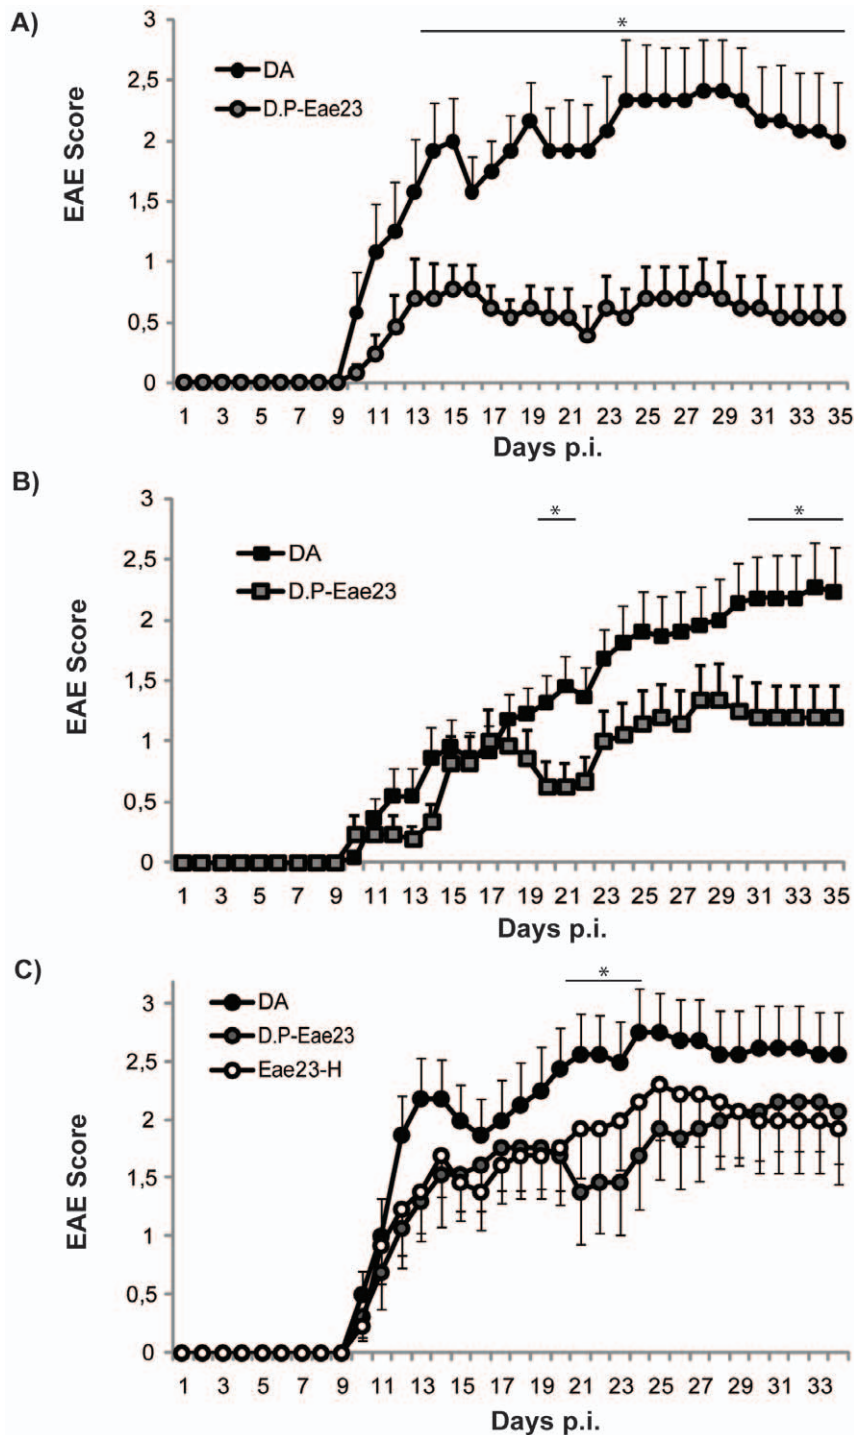 A)
*
3
2,5
2
1,5
1
0,5
0
EAE Score
DA
D.P-Eae23
1 3 5 7 9 11 13 15 17 19 21 23 25 27 29 31 33 35
Days p.i.
B)
* *
3
2,5
2
1,5
1
0,5
0
EAE Score
DA
D.P-Eae23
1 3 5 7 9 11 13 15 17 19 21 23 25 27 29 31 33 35
Days p.i.
C)
*
3
2,5
2
1,5
1
0,5
0
EAE Score
DA
D.P-Eae23
Eae23-H
1 3 5 7 9 11 13 15 17 19 21 23 25 27 29 31 33
Days p.i.